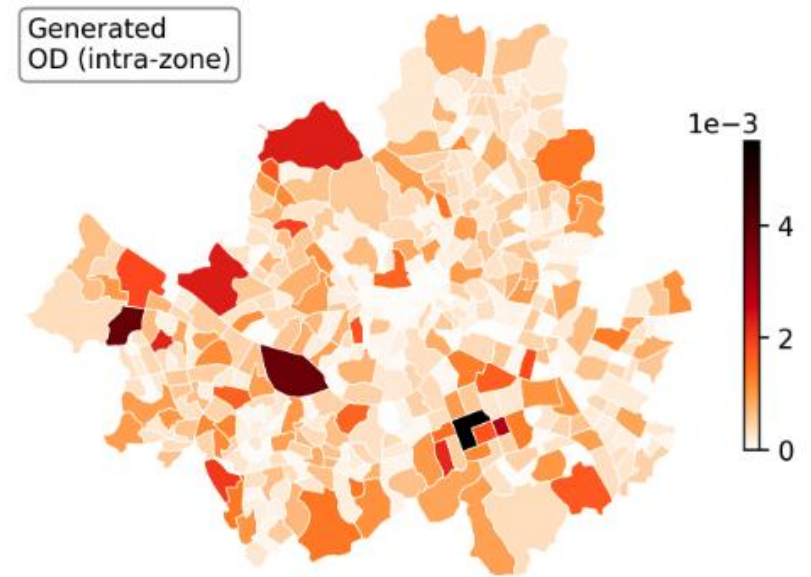 Generated
OD (intra-zone)
1e−3
4
2
0